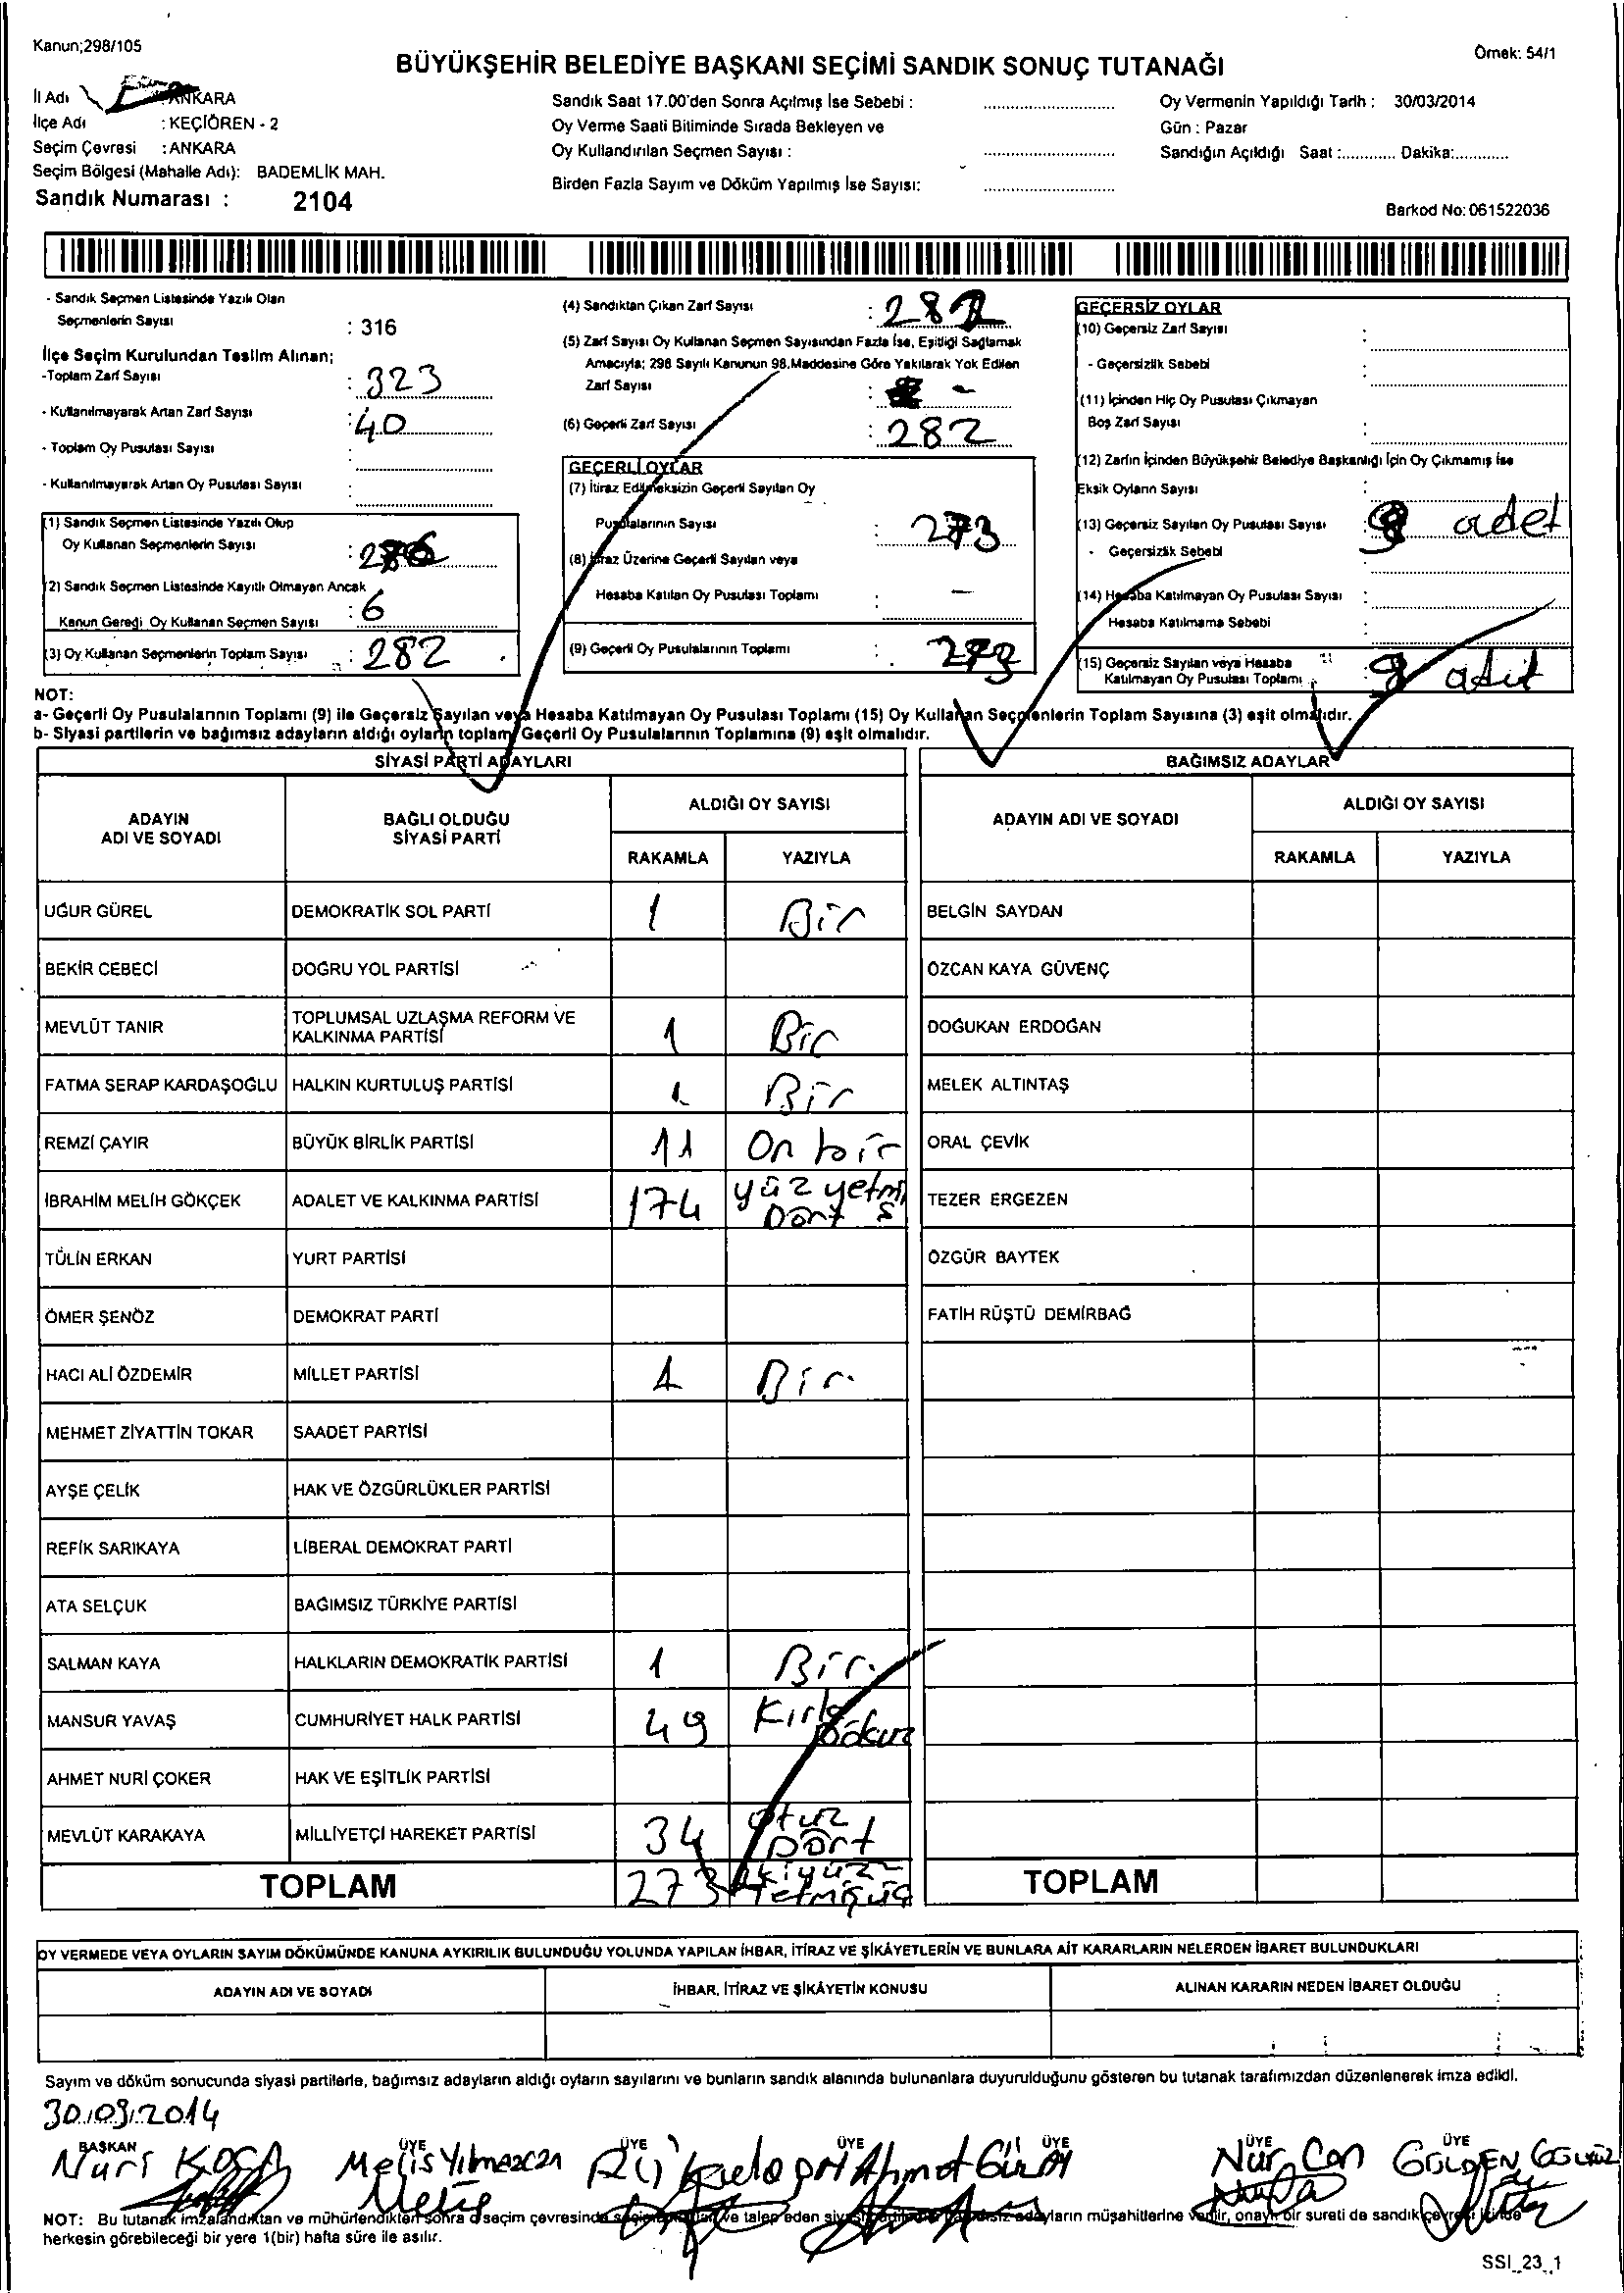 Kanun;298/105
Örnek: 54/1
BÜYÜKŞEHİR BELEDİYE BAŞKANI SEÇİMİ SANDIK SONUÇ TUTANAĞI
İl Adı : ANKARA
İlçe Adı : KEÇİÖREN - 2
Seçim Çevresi : ANKARA
Seçim Bölgesi (Mahalle Adı): BADEMLİK MAH.
Sandık Numarası : 2104
Sandık Saat 17.00'den Sonra Açılmış İse Sebebi :
Oy Verme Saati Bitiminde Sırada Bekleyen ve
Oy Kullandırılan Seçmen Sayısı :
Birden Fazla Sayım ve Döküm Yapılmış İse Sayısı:
Oy Vermenin Yapıldığı Tarih : 30/03/2014
Gün : Pazar
Sandığın Açıldığı Saat :............ Dakika:............
Barkod No: 061522036
- Sandık Seçmen Listesinde Yazılı Olan
Seçmenlerin Sayısı : 316
İlçe Seçim Kurulundan Teslim Alınan;
-Toplam Zarf Sayısı : 323
- Kullanılmayarak Artan Zarf Sayısı : 40
- Toplam Oy Pusulası Sayısı :
- Kullanılmayarak Artan Oy Pusulası Sayısı :
(1) Sandık Seçmen Listesinde Yazılı Olup
Oy Kullanan Seçmenlerin Sayısı : 276
(2) Sandık Seçmen Listesinde Kayıtlı Olmayan Ancak
Kanun Gereği Oy Kullanan Seçmen Sayısı : 6
(3) Oy Kullanan Seçmenlerin Toplam Sayısı : 282
(4) Sandıktan Çıkan Zarf Sayısı : 282
(5) Zarf Sayısı Oy Kullanan Seçmen Sayısından Fazla İse, Eşitliği Sağlamak
Amacıyla; 298 Sayılı Kanunun 98.Maddesine Göre Yakılarak Yok Edilen
Zarf Sayısı : -
(6) Geçerli Zarf Sayısı : 282
GEÇERLİ OYLAR
(7) İtiraz Edilmeksizin Geçerli Sayılan Oy
Pusulalarının Sayısı : 273
(8) İtiraz Üzerine Geçerli Sayılan veya
Hesaba Katılan Oy Pusulası Toplamı : —
(9) Geçerli Oy Pusulalarının Toplamı : 273
GEÇERSİZ OYLAR
(10) Geçersiz Zarf Sayısı :
- Geçersizlik Sebebi :
(11) İçinden Hiç Oy Pusulası Çıkmayan
Boş Zarf Sayısı :
(12) Zarfın İçinden Büyükşehir Belediye Başkanlığı İçin Oy Çıkmamış İse
Eksik Oyların Sayısı :
(13) Geçersiz Sayılan Oy Pusulası Sayısı : 9 adet
- Geçersizlik Sebebi :
(14) Hesaba Katılmayan Oy Pusulası Sayısı :
Hesaba Katılmama Sebebi :
(15) Geçersiz Sayılan veya Hesaba
Katılmayan Oy Pusulası Toplamı : 9 adet
NOT:
a- Geçerli Oy Pusulalarının Toplamı (9) ile Geçersiz Sayılan veya Hesaba Katılmayan Oy Pusulası Toplamı (15) Oy Kullanan Seçmenlerin Toplam Sayısına (3) eşit olmalıdır.
b- Siyasi partilerin ve bağımsız adayların aldığı oyların toplamı Geçerli Oy Pusulalarının Toplamına (9) eşit olmalıdır.
SİYASİ PARTİ ADAYLARI
ADAYIN ADI VE SOYADI BAĞLI OLDUĞU SİYASİ PARTİ ALDIĞI OY SAYISI
RAKAMLA YAZIYLA
UĞUR GÜREL DEMOKRATİK SOL PARTİ 1 Bir
BEKİR CEBECİ DOĞRU YOL PARTİSİ
MEVLÜT TANIR TOPLUMSAL UZLAŞMA REFORM VE KALKINMA PARTİSİ 1 Bir
FATMA SERAP KARDAŞOĞLU HALKIN KURTULUŞ PARTİSİ 1 Bir
REMZİ ÇAYIR BÜYÜK BİRLİK PARTİSİ 11 On bir
İBRAHİM MELİH GÖKÇEK ADALET VE KALKINMA PARTİSİ 174 yüz yetmiş Dört
TÜLİN ERKAN YURT PARTİSİ
ÖMER ŞENÖZ DEMOKRAT PARTİ
HACI ALİ ÖZDEMİR MİLLET PARTİSİ 1 Bir
MEHMET ZİYATTİN TOKAR SAADET PARTİSİ
AYŞE ÇELİK HAK VE ÖZGÜRLÜKLER PARTİSİ
REFİK SARIKAYA LİBERAL DEMOKRAT PARTİ
ATA SELÇUK BAĞIMSIZ TÜRKİYE PARTİSİ
SALMAN KAYA HALKLARIN DEMOKRATİK PARTİSİ 1 Bir
MANSUR YAVAŞ CUMHURİYET HALK PARTİSİ 49 Kırk Dokuz
AHMET NURİ ÇOKER HAK VE EŞİTLİK PARTİSİ
MEVLÜT KARAKAYA MİLLİYETÇİ HAREKET PARTİSİ 34 Otuz Dört
TOPLAM 273 İkiyüz Yetmişüç
BAĞIMSIZ ADAYLAR
ADAYIN ADI VE SOYADI ALDIĞI OY SAYISI
RAKAMLA YAZIYLA
BELGİN SAYDAN
ÖZCAN KAYA GÜVENÇ
DOĞUKAN ERDOĞAN
MELEK ALTINTAŞ
ORAL ÇEVİK
TEZER ERGEZEN
ÖZGÜR BAYTEK
FATİH RÜŞTÜ DEMİRBAĞ
TOPLAM
OY VERMEDE VEYA OYLARIN SAYIM DÖKÜMÜNDE KANUNA AYKIRILIK BULUNDUĞU YOLUNDA YAPILAN İHBAR, İTİRAZ VE ŞİKÂYETLERİN VE BUNLARA AİT KARARLARIN NELERDEN İBARET BULUNDUKLARI
ADAYIN ADI VE SOYADI İHBAR, İTİRAZ VE ŞİKÂYETİN KONUSU ALINAN KARARIN NEDEN İBARET OLDUĞU
Sayım ve döküm sonucunda siyasi partilerle, bağımsız adayların aldığı oyların sayılarını ve bunların sandık alanında bulunanlara duyurulduğunu gösteren bu tutanak tarafımızdan düzenlenerek imza edildi.
30.03.2014
BAŞKAN ÜYE ÜYE ÜYE ÜYE ÜYE ÜYE
Nuri KOCA Melis Yılmazcan Ahmet Nur Can GÜLDEN
NOT: Bu tutanak imzalandıktan ve mühürlendikten sonra seçim çevresinde ve talep eden adayların müşahitlerine verilir, onaylı bir sureti de sandık çevresi içinde
herkesin görebileceği bir yere 1(bir) hafta süre ile asılır.
SSI_23_1